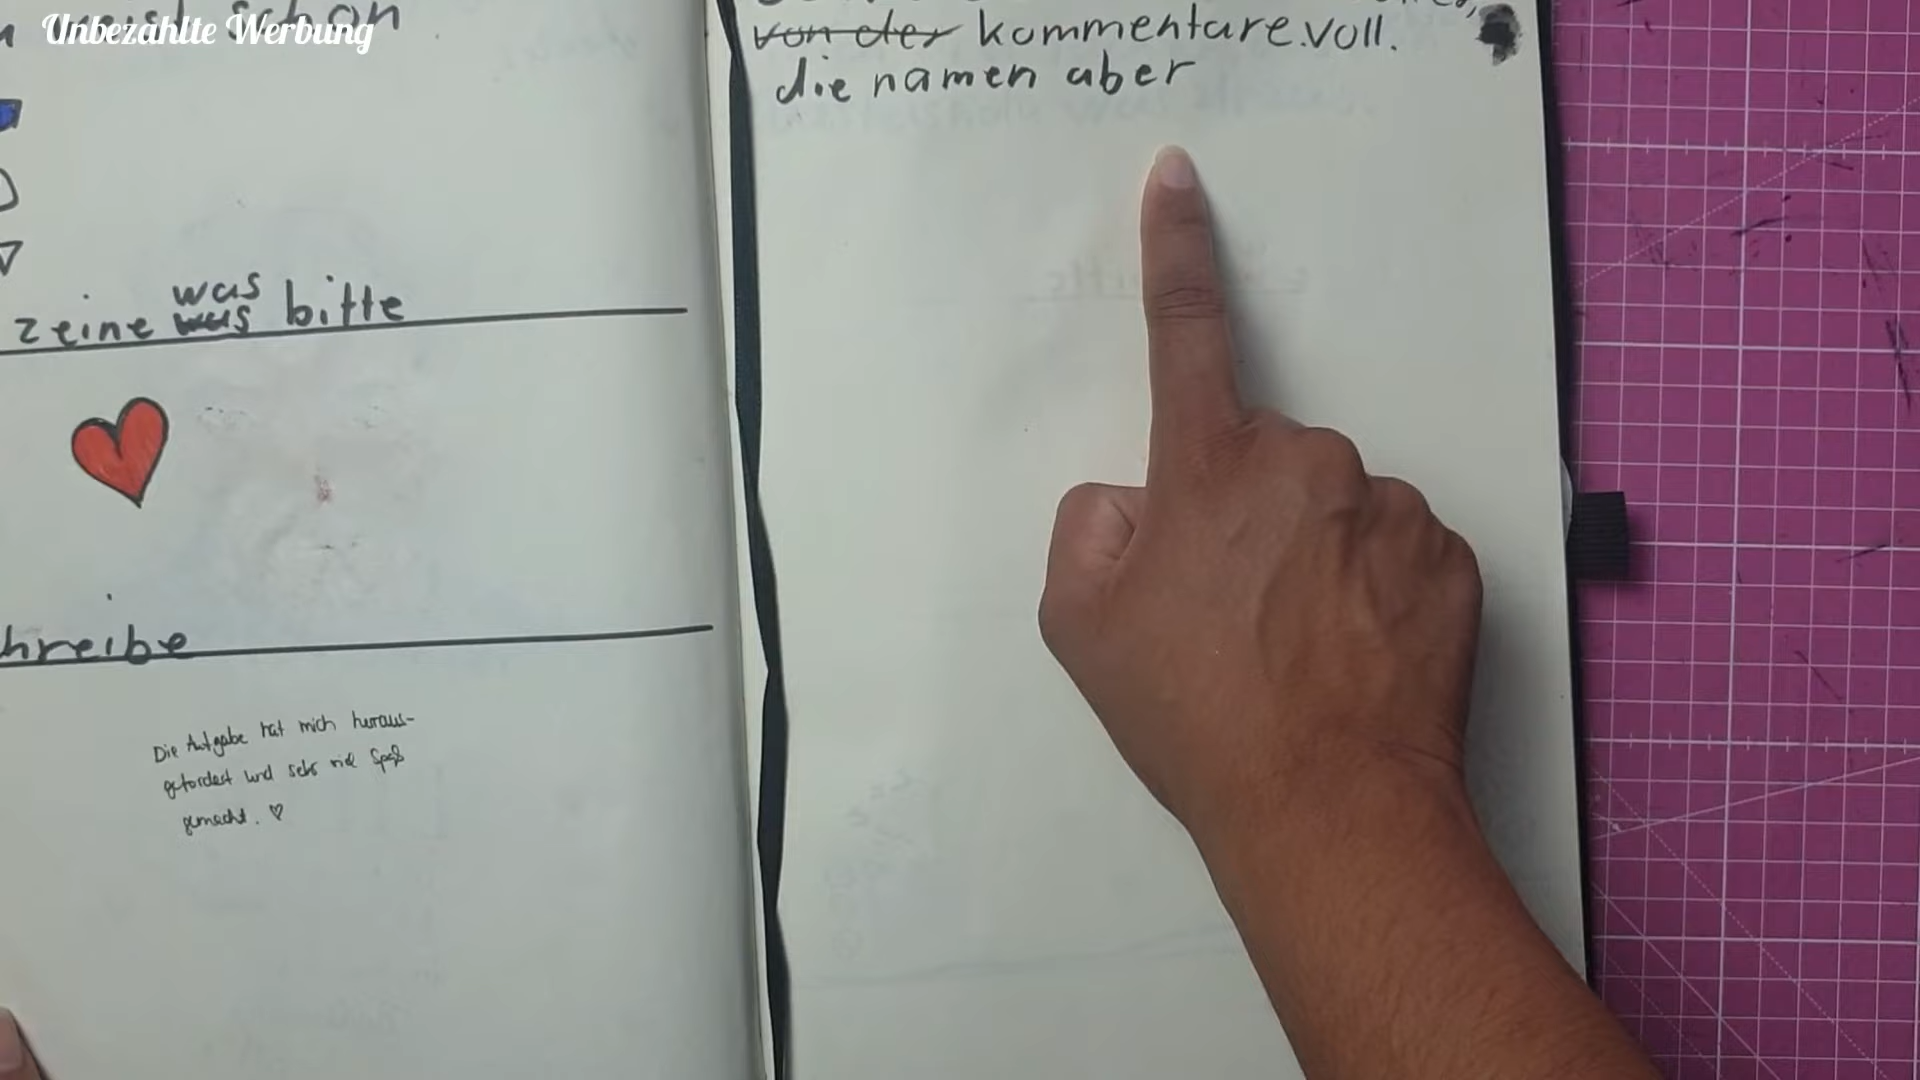 Unbezahlte Werbung
schon
zeine was bitte
was
hreibe
Die Aufgabe hat mich heraus-
gefordert und sehr viel Spaß
gemacht. ♡
von der kommentare.voll.
die namen aber